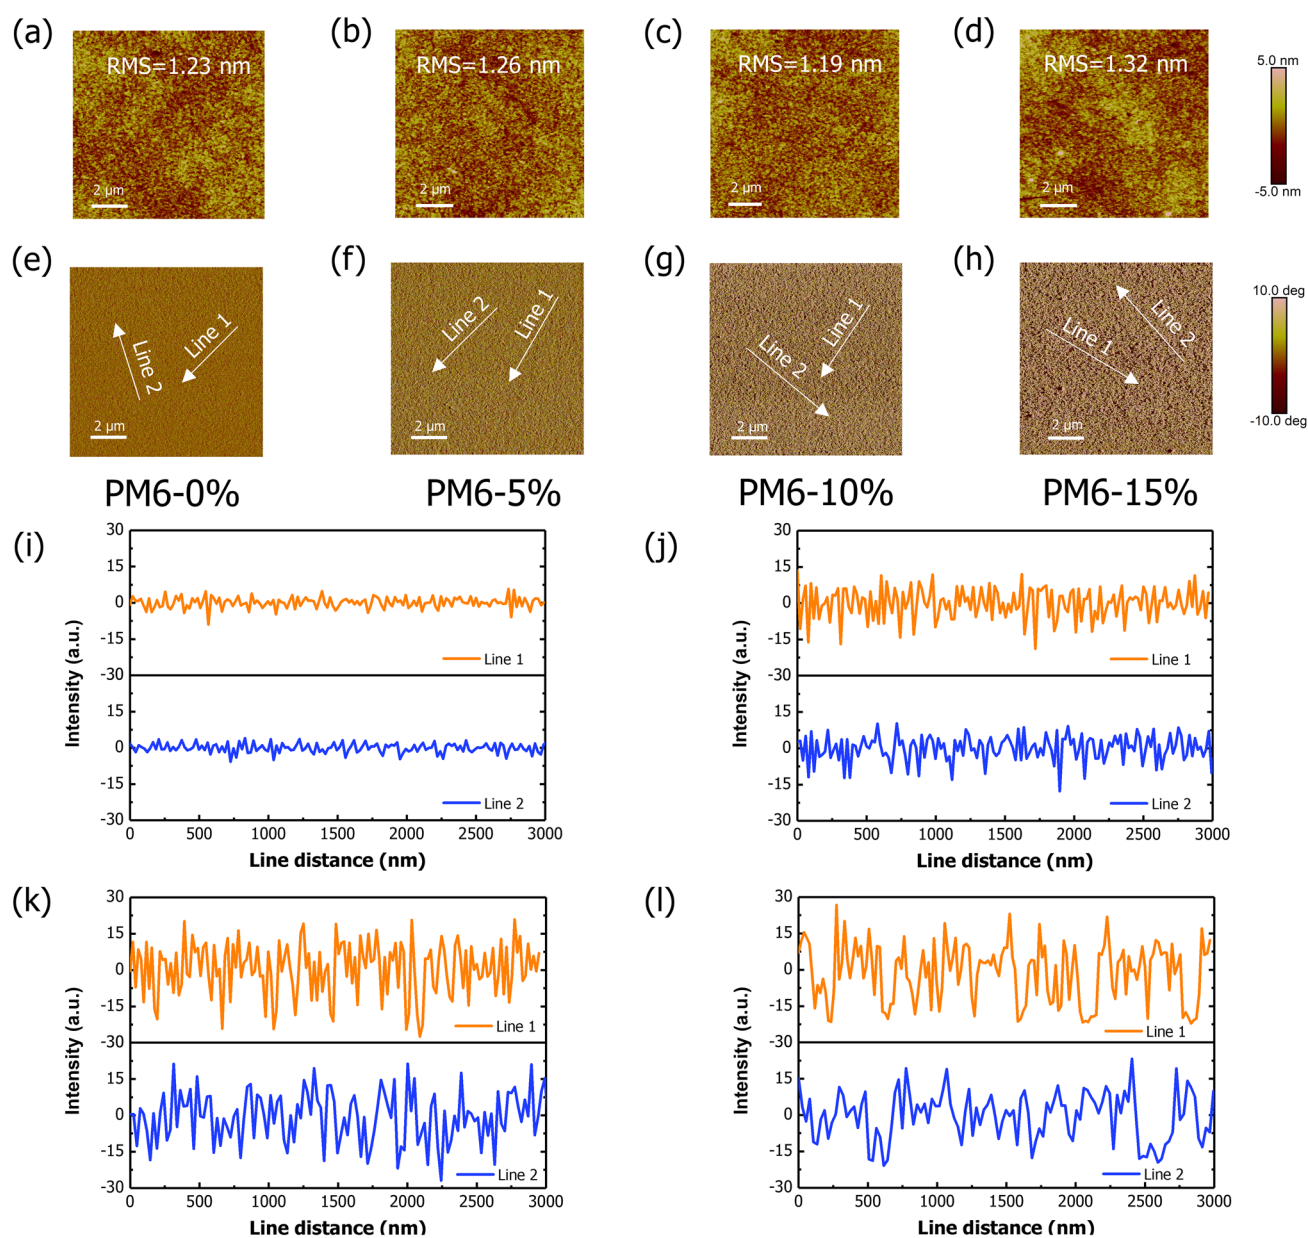 (a)
(b)
(c)
(d)
RMS=1.23 nm
RMS=1.26 nm
RMS=1.19 nm
RMS=1.32 nm
2 μm
2 μm
2 μm
2 μm
5.0 nm
-5.0 nm
(e)
(f)
(g)
(h)
Line 1
Line 2
2 μm
Line 2
Line 1
2 μm
Line 1
Line 2
2 μm
Line 1
Line 2
2 μm
10.0 deg
-10.0 deg
PM6-0%
PM6-5%
PM6-10%
PM6-15%
(i)
Intensity (a.u.)
30
15
0
-15
-30
15
0
-15
-30
Line 1
Line 2
0
500
1000
1500
2000
2500
3000
Line distance (nm)
(j)
Intensity (a.u.)
30
15
0
-15
-30
15
0
-15
-30
Line 1
Line 2
0
500
1000
1500
2000
2500
3000
Line distance (nm)
(k)
Intensity (a.u.)
30
15
0
-15
-30
15
0
-15
-30
Line 1
Line 2
0
500
1000
1500
2000
2500
3000
Line distance (nm)
(l)
Intensity (a.u.)
30
15
0
-15
-30
15
0
-15
-30
Line 1
Line 2
0
500
1000
1500
2000
2500
3000
Line distance (nm)